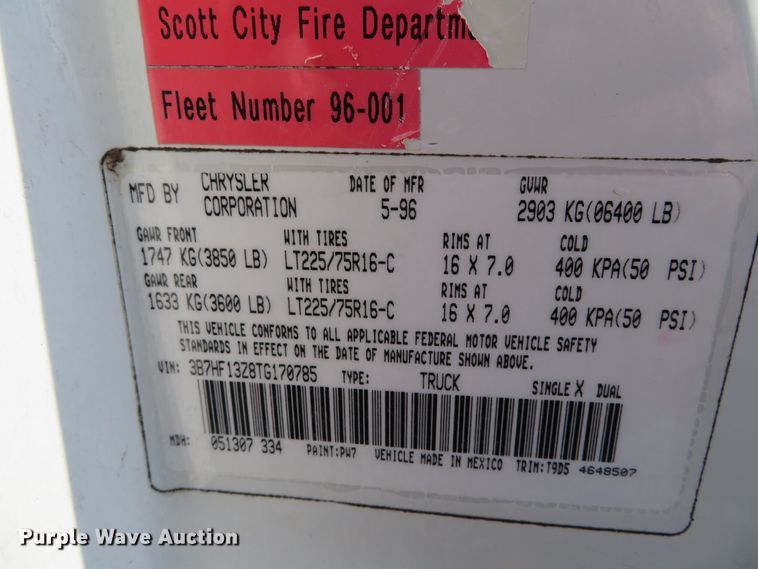 Scott City Fire Departme
Fleet Number 96-001
MFD BY CHRYSLER CORPORATION DATE OF MFR 5-96 GVWR 2903 KG(06400 LB)
GAWR FRONT WITH TIRES RIMS AT COLD
1747 KG(3850 LB) LT225/75R16-C 16 X 7.0 400 KPA(50 PSI)
GAWR REAR WITH TIRES RIMS AT COLD
1633 KG(3600 LB) LT225/75R16-C 16 X 7.0 400 KPA(50 PSI)
THIS VEHICLE CONFORMS TO ALL APPLICABLE FEDERAL MOTOR VEHICLE SAFETY
STANDARDS IN EFFECT ON THE DATE OF MANUFACTURE SHOWN ABOVE.
VIN: 3B7HF13Z8TG170785 TYPE: TRUCK SINGLE X DUAL
MDH: 051307 334 PAINT:PW7 VEHICLE MADE IN MEXICO TRIM:T9D5 4648507
Purple Wave Auction